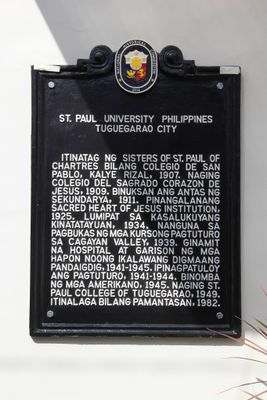 ST. PAUL UNIVERSITY PHILIPPINES
TUGUEGARAO CITY
ITINATAG NG SISTERS OF ST. PAUL OF
CHARTRES BILANG COLEGIO DE SAN
PABLO, KALYE RIZAL, 1907. NAGING
COLEGIO DEL SAGRADO CORAZON DE
JESUS, 1909. BINUKSAN ANG ANTAS NG
SEKUNDARYA, 1911. PINANGALANANG
SACRED HEART OF JESUS INSTITUTION,
1925. LUMIPAT SA KASALUKUYANG
KINATATAYUAN, 1934. NANGUNA SA
PAGBUKAS NG MGA KURSONG PAGTUTURO
SA CAGAYAN VALLEY, 1939. GINAMIT
NA HOSPITAL AT GARISON NG MGA
HAPON NOONG IKALAWANG DIGMAANG
PANDAIGDIG, 1941-1945. IPINAGPATULOY
ANG PAGTUTURO, 1941-1944. BINOMBA
NG MGA AMERIKANO, 1945. NAGING ST.
PAUL COLLEGE OF TUGUEGARAO, 1949.
ITINALAGA BILANG PAMANTASAN, 1982.